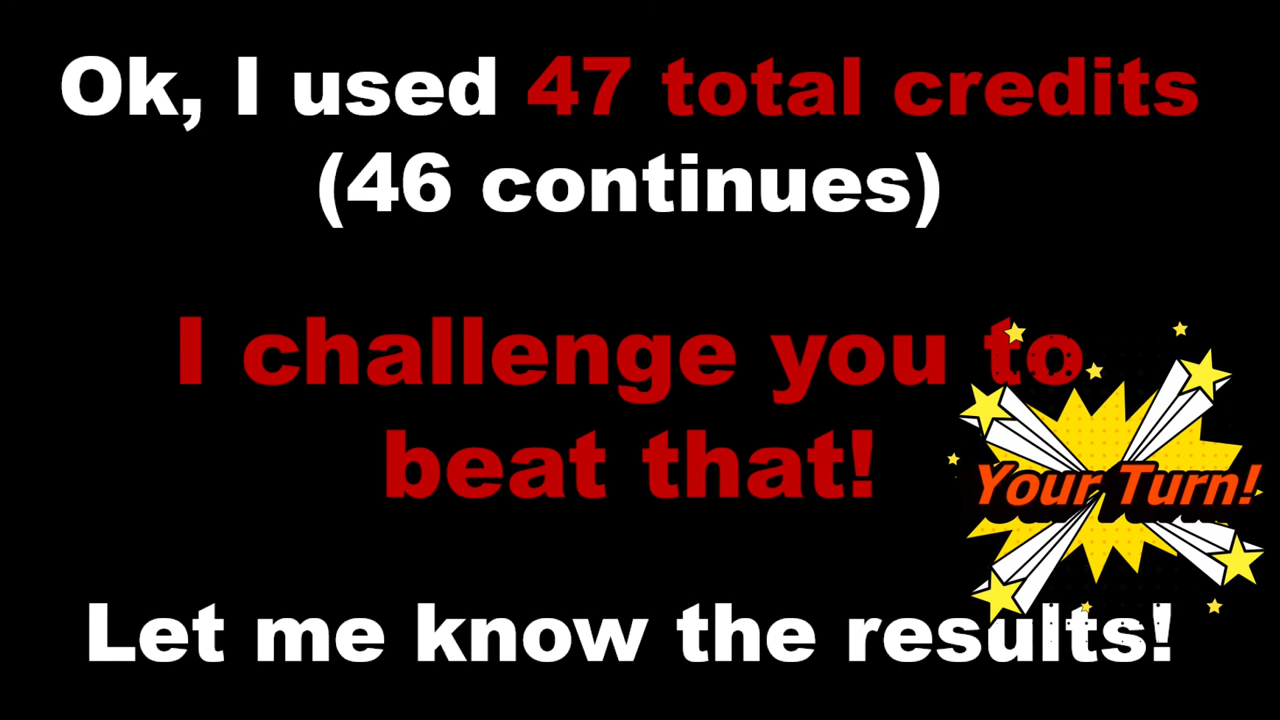 Ok, I used 47 total credits
(46 continues)
I challenge you to
beat that!
Your Turn!
Let me know the results!